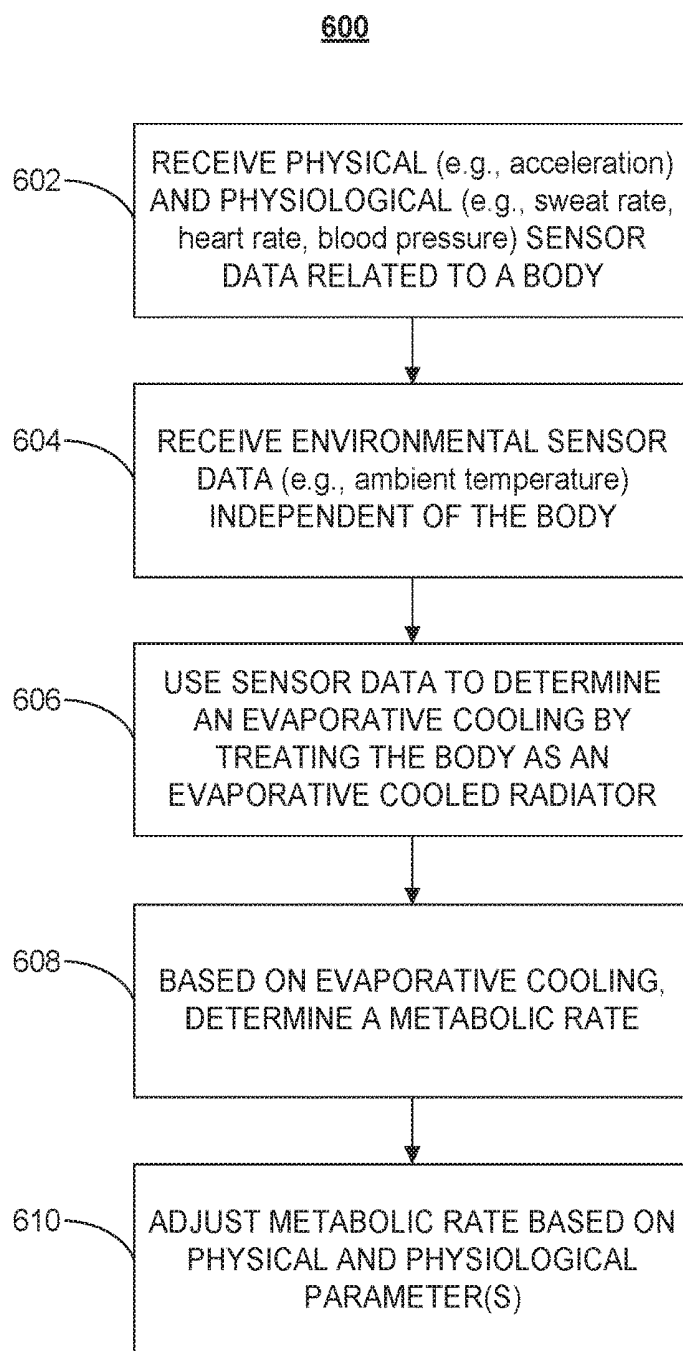 600
602
RECEIVE PHYSICAL (e.g., acceleration)
AND PHYSIOLOGICAL (e.g., sweat rate,
heart rate, blood pressure) SENSOR
DATA RELATED TO A BODY
604
RECEIVE ENVIRONMENTAL SENSOR
DATA (e.g., ambient temperature)
INDEPENDENT OF THE BODY
606
USE SENSOR DATA TO DETERMINE
AN EVAPORATIVE COOLING BY
TREATING THE BODY AS AN
EVAPORATIVE COOLED RADIATOR
608
BASED ON EVAPORATIVE COOLING,
DETERMINE A METABOLIC RATE
610
ADJUST METABOLIC RATE BASED ON
PHYSICAL AND PHYSIOLOGICAL
PARAMETER(S)